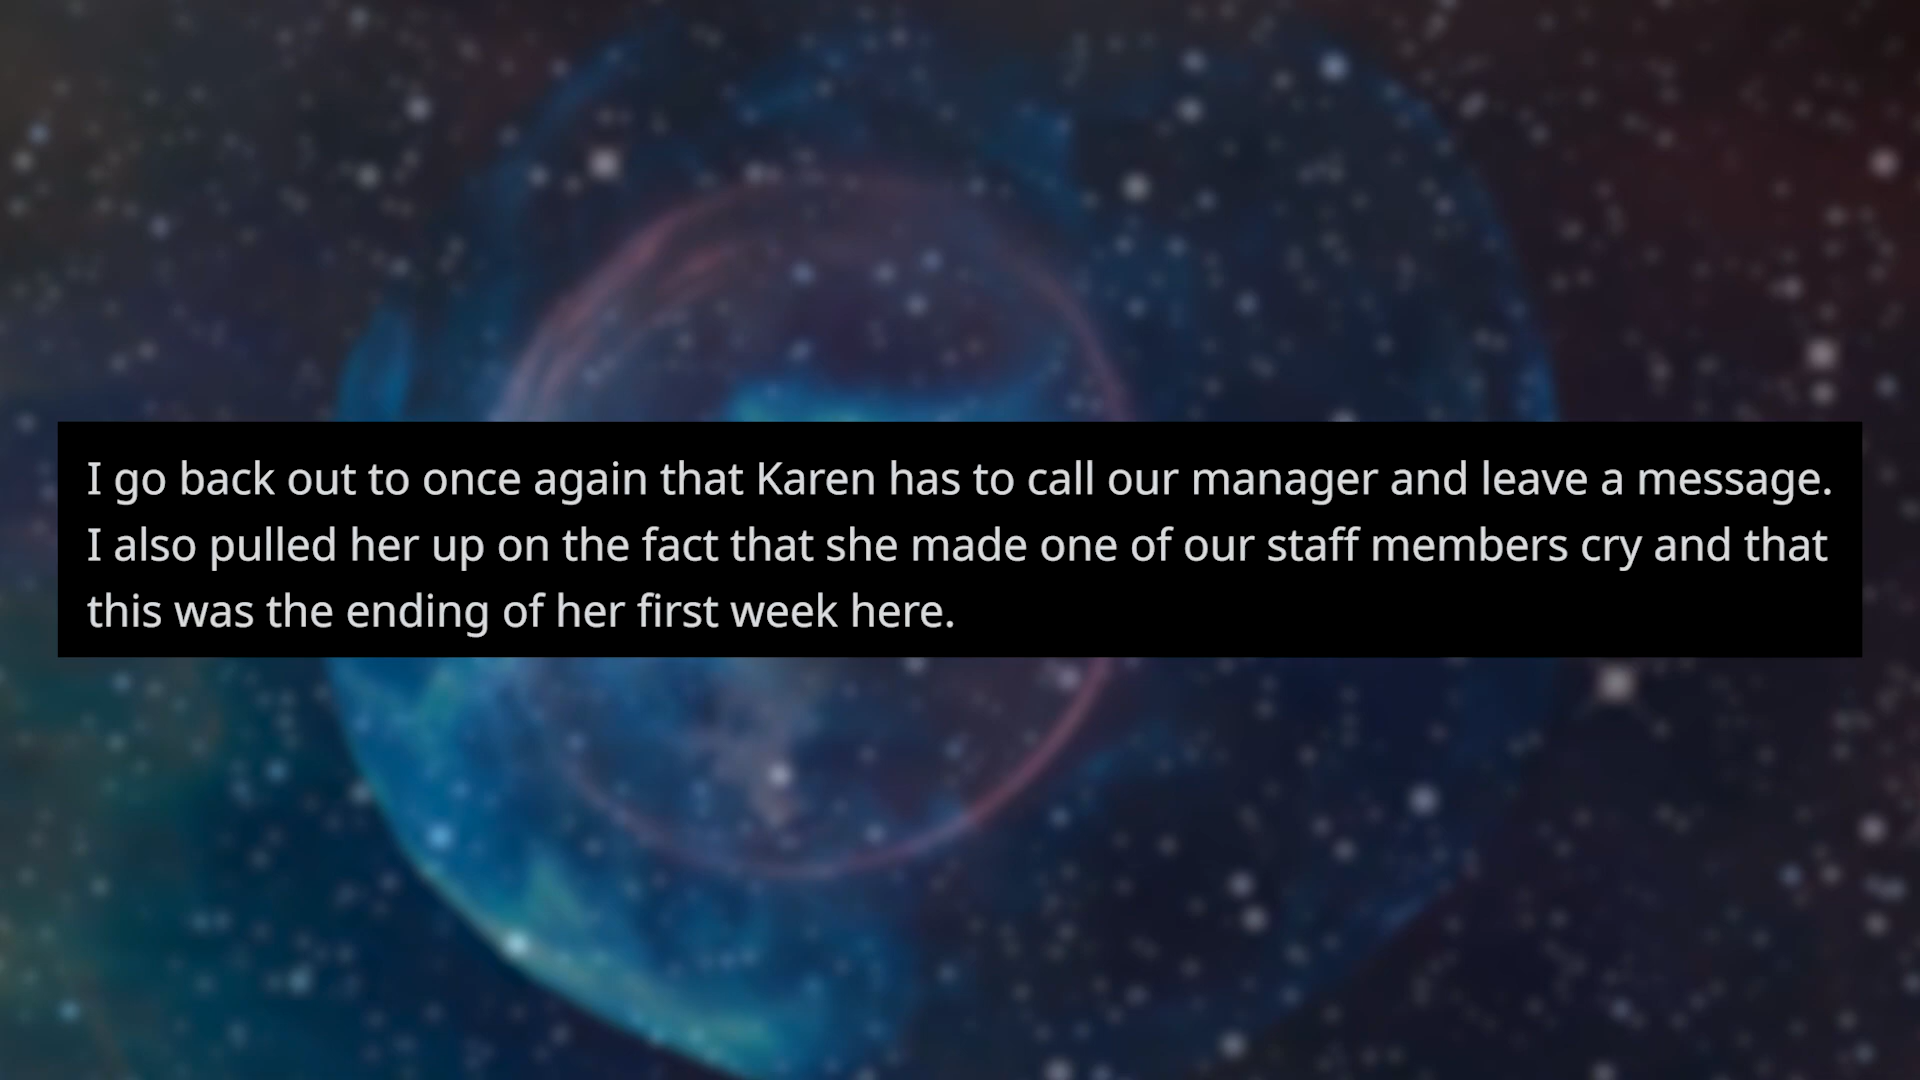 I go back out to once again that Karen has to call our manager and leave a message.
I also pulled her up on the fact that she made one of our staff members cry and that
this was the ending of her first week here.